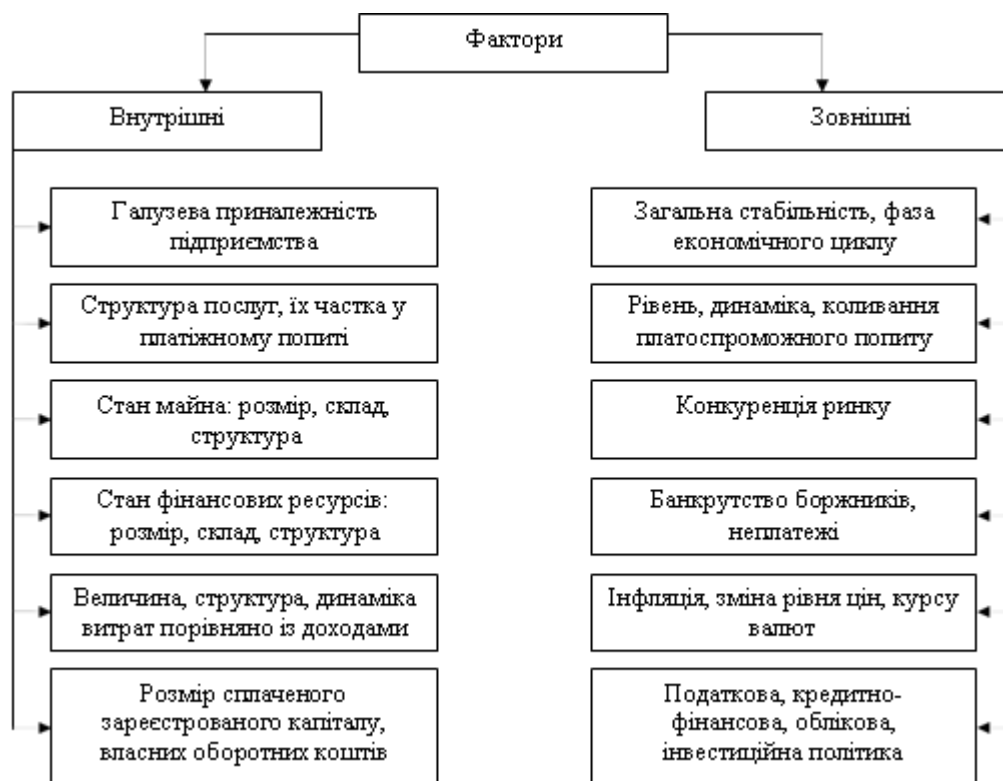 Фактори
Внутрішні
Зовнішні
Галузева приналежність
підприємства
Структура послуг, їх частка у
платіжному попиті
Стан майна: розмір, склад,
структура
Стан фінансових ресурсів:
розмір, склад, структура
Величина, структура, динаміка
витрат порівняно із доходами
Розмір сплаченого
зареєстрованого капіталу,
власних оборотних коштів
Загальна стабільність, фаза
економічного циклу
Рівень, динаміка, коливання
платоспроможного попиту
Конкуренція ринку
Банкрутство боржників,
неплатежі
Інфляція, зміна рівня цін, курсу
валют
Податкова, кредитно-
фінансова, облікова,
інвестиційна політика